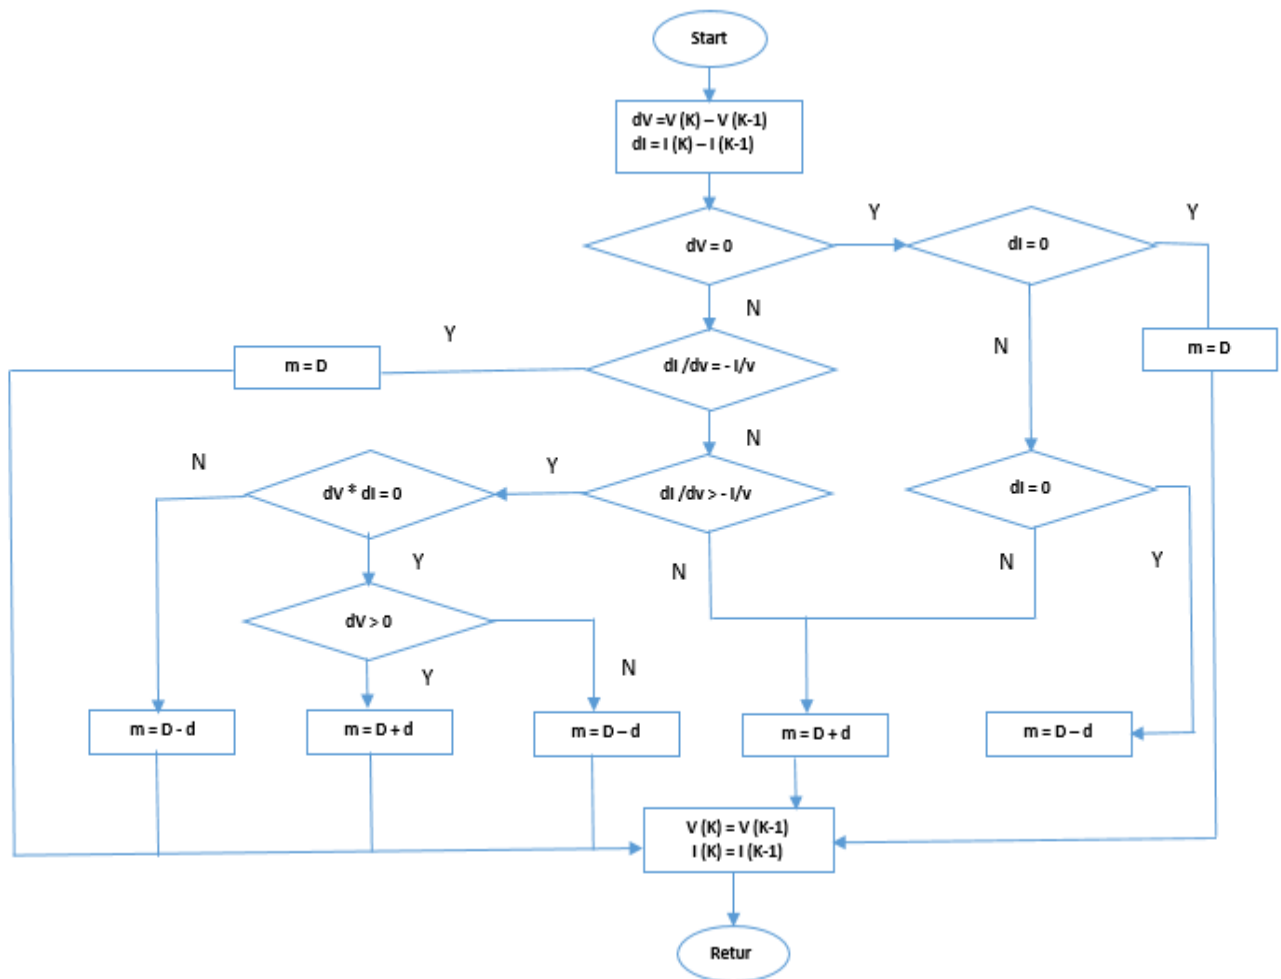 Start
dV =V (K) – V (K-1)
dI = I (K) – I (K-1)
Y
Y
dV = 0
dI = 0
N
Y
N
m = D
m = D
dI /dv = - I/v
N
N
Y
dV * dI = 0
dI /dv > - I/v
dI = 0
Y
N
N
Y
dV > 0
Y
N
m = D - d
m = D + d
m = D – d
m = D + d
m = D – d
V (K) = V (K-1)
I (K) = I (K-1)
Retur